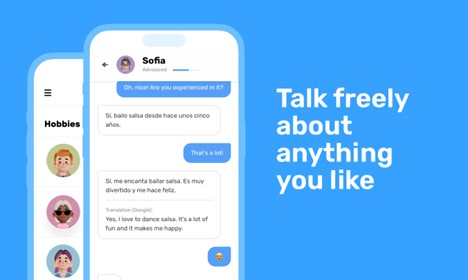 Sofia
Advanced
Hobbies
Oh, nice! Are you experienced in it?
Sí, bailo salsa desde hace unos cinco
años.
That's a lot!
Sí, me encanta bailar salsa. Es muy
divertido y me hace feliz.
Translation (Google)
Yes, I love to dance salsa. It's a lot of
fun and it makes me happy.
Talk freely
about
anything
you like